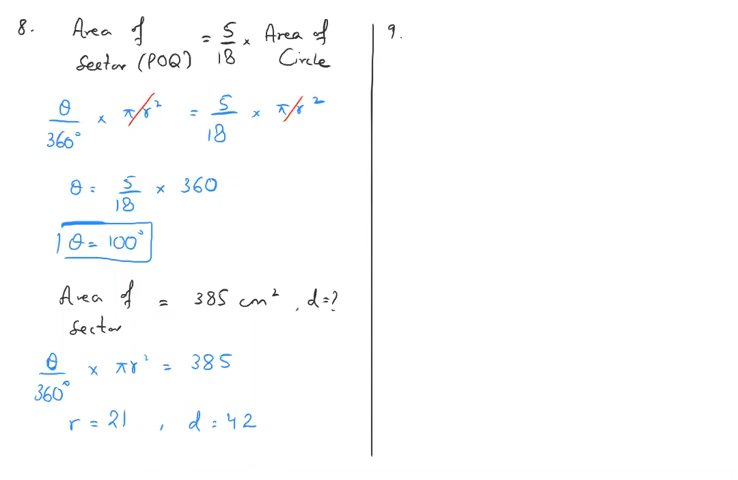 8. Area of Sector (POQ) = 5/18 × Area of Circle
θ/360° × πr² = 5/18 × πr²
θ = 5/18 × 360
θ = 100°
Area of Sector = 385 cm², d=?
θ/360° × πr² = 385
r = 21 , d = 42
9.